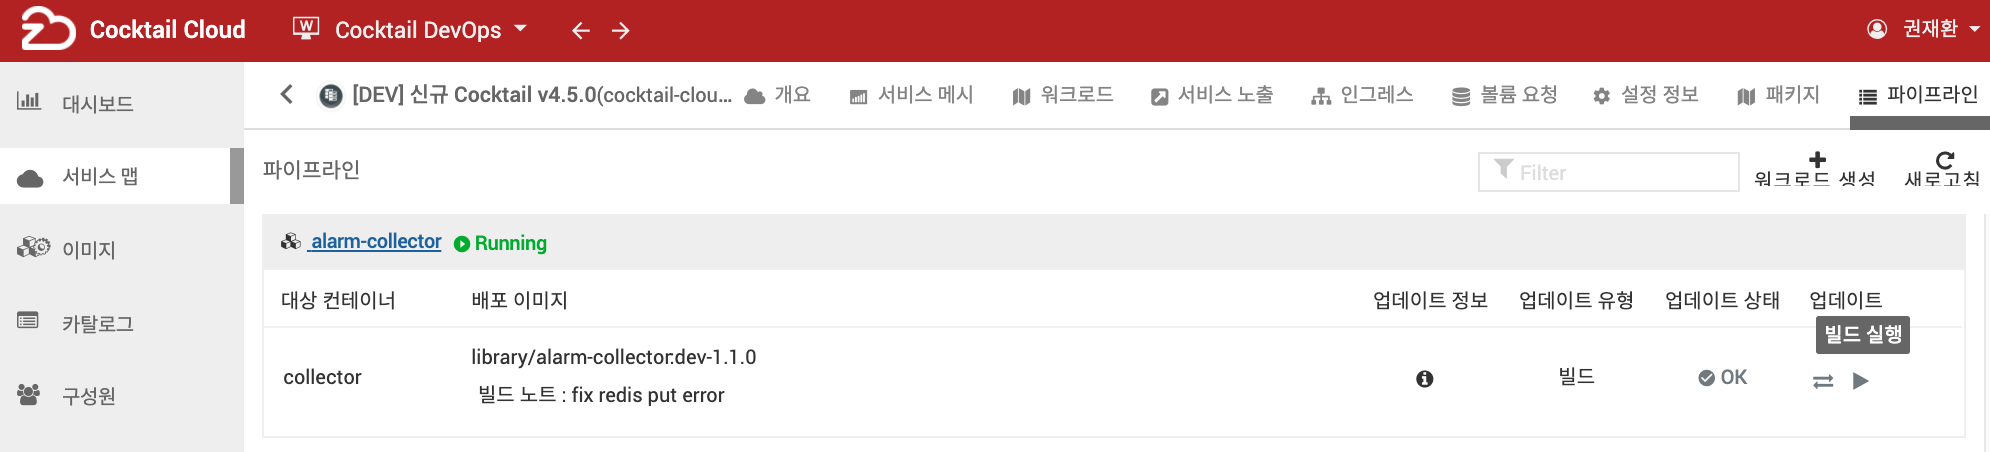 Cocktail Cloud
Cocktail DevOps
권재환
대시보드
서비스 맵
이미지
카탈로그
구성원
[DEV] 신규 Cocktail v4.5.0(cocktail-clou...
개요
서비스 메시
워크로드
서비스 노출
인그레스
볼륨 요청
설정 정보
패키지
파이프라인
파이프라인
Filter
워크로드 생성
새로고침
alarm-collector
Running
대상 컨테이너
배포 이미지
업데이트 정보
업데이트 유형
업데이트 상태
업데이트
빌드 실행
collector
library/alarm-collector:dev-1.1.0
빌드 노트 : fix redis put error
빌드
OK